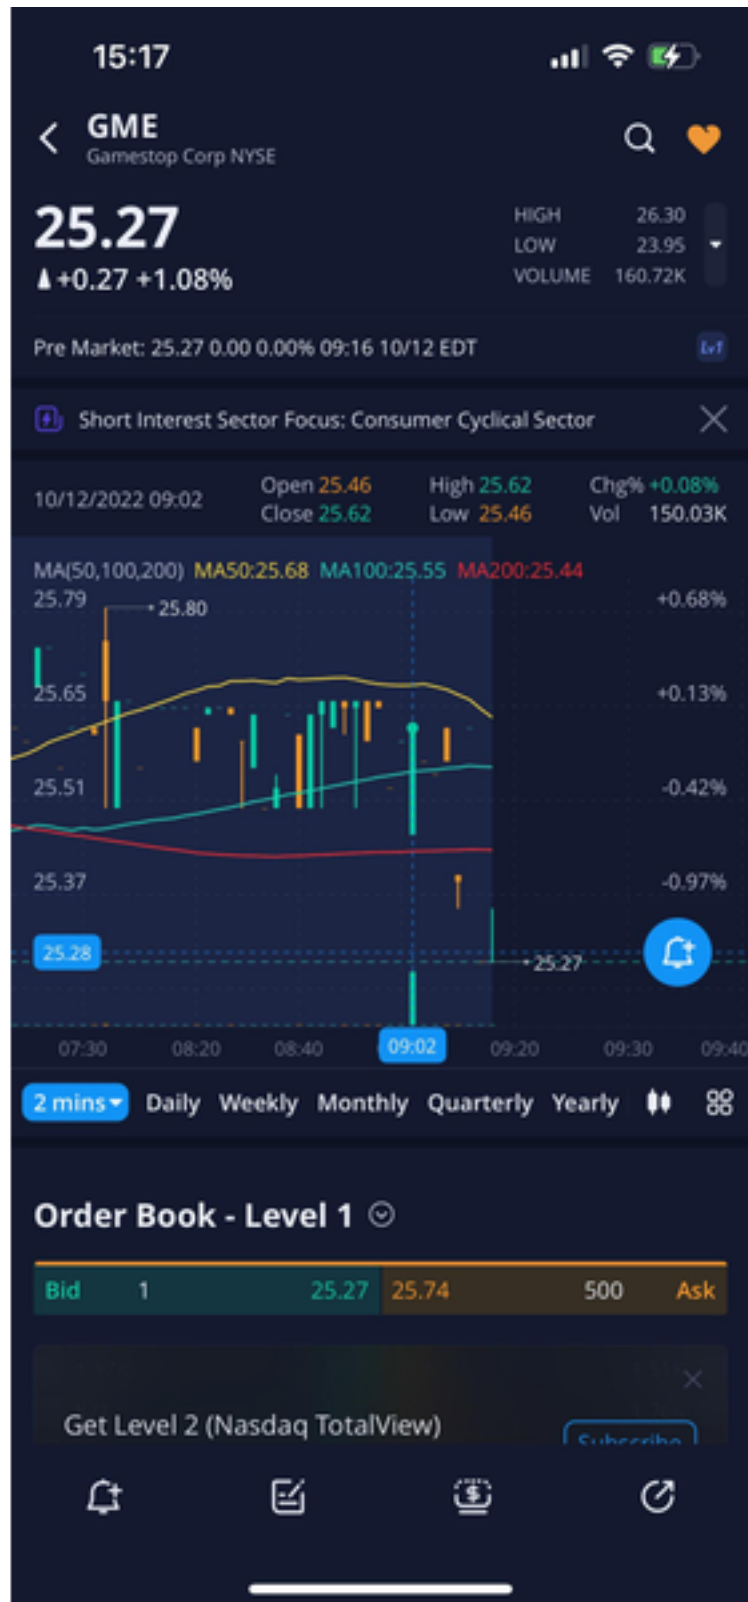 15:17
GME
Gamestop Corp NYSE
25.27
+0.27 +1.08%
HIGH 26.30
LOW 23.95
VOLUME 160.72K
Pre Market: 25.27 0.00 0.00% 09:16 10/12 EDT
Lv1
Short Interest Sector Focus: Consumer Cyclical Sector
10/12/2022 09:02 Open 25.46 High 25.62 Chg% +0.08%
Close 25.62 Low 25.46 Vol 150.03K
MA(50,100,200) MA50:25.68 MA100:25.55 MA200:25.44
25.79 25.80 +0.68%
25.65 +0.13%
25.51 -0.42%
25.37 -0.97%
25.28 25.27
07:30 08:20 08:40 09:02 09:20 09:30 09:40
2 mins Daily Weekly Monthly Quarterly Yearly
Order Book - Level 1
Bid 1 25.27 25.74 500 Ask
Get Level 2 (Nasdaq TotalView)
Subscribe